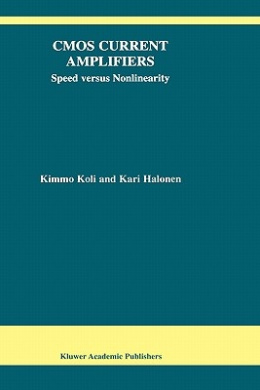 CMOS CURRENT
AMPLIFIERS
Speed versus Nonlinearity
Kimmo Koli and Kari Halonen
Kluwer Academic Publishers